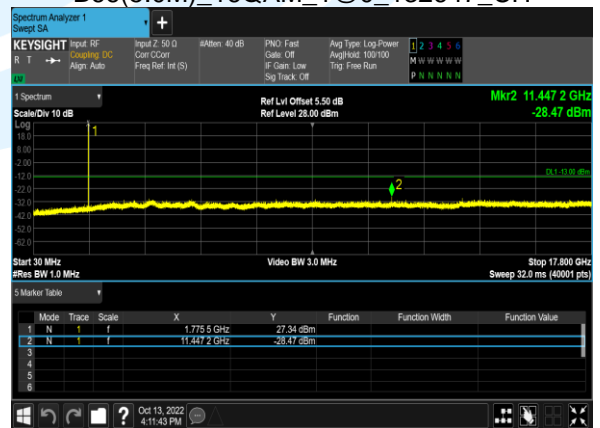 Spectrum Analyzer 1
Swept SA
+
KEYSIGHT Input: RF Input Z: 50 Ω #Atten: 40 dB PNO: Fast Avg Type: Log-Power 1 2 3 4 5 6
R T Coupling: DC Corr CCorr Gate: Off Avg|Hold: 100/100 M W W W W W
Align: Auto Freq Ref: Int (S) IF Gain: Low Trig: Free Run
Sig Track: Off P N N N N N
1 Spectrum Ref Lvl Offset 5.50 dB Mkr2 11.447 2 GHz
Scale/Div 10 dB Ref Level 28.00 dBm -28.47 dBm
Log
18.0 1
8.00
-2.00
-12.0 DL1 -13.00 dBm
-22.0 2
-32.0
-42.0
-52.0
-62.0
Start 30 MHz Video BW 3.0 MHz Stop 17.800 GHz
#Res BW 1.0 MHz Sweep 32.0 ms (40001 pts)
5 Marker Table
Mode Trace Scale X Y Function Function Width Function Value
1 N 1 f 1.775 5 GHz 27.34 dBm
2 N 1 f 11.447 2 GHz -28.47 dBm
3
4
5
6
? Oct 13, 2022
4:11:43 PM